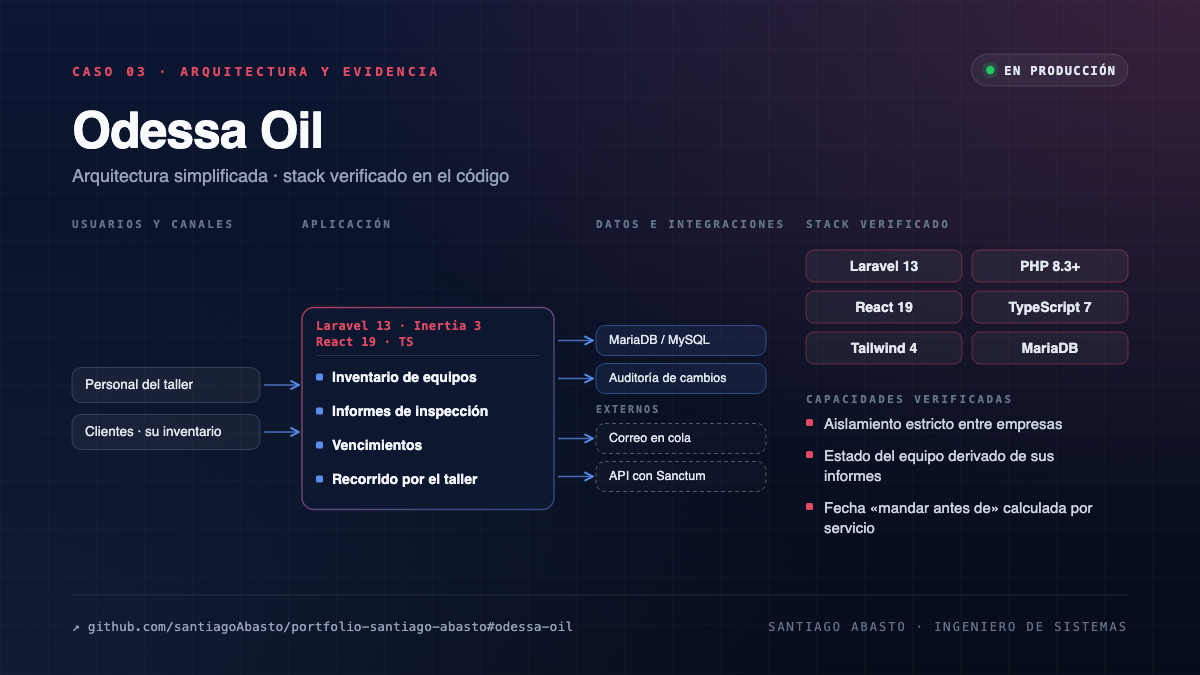 CASO 03 · ARQUITECTURA Y EVIDENCIA
EN PRODUCCIÓN
Odessa Oil
Arquitectura simplificada · stack verificado en el código
USUARIOS Y CANALES
Personal del taller
Clientes · su inventario
APLICACIÓN
Laravel 13 · Inertia 3
React 19 · TS
Inventario de equipos
Informes de inspección
Vencimientos
Recorrido por el taller
DATOS E INTEGRACIONES
MariaDB / MySQL
Auditoría de cambios
EXTERNOS
Correo en cola
API con Sanctum
STACK VERIFICADO
Laravel 13
PHP 8.3+
React 19
TypeScript 7
Tailwind 4
MariaDB
CAPACIDADES VERIFICADAS
Aislamiento estricto entre empresas
Estado del equipo derivado de sus
informes
Fecha «mandar antes de» calculada por
servicio
↗ github.com/santiagoAbasto/portfolio-santiago-abasto#odessa-oil
SANTIAGO ABASTO · INGENIERO DE SISTEMAS